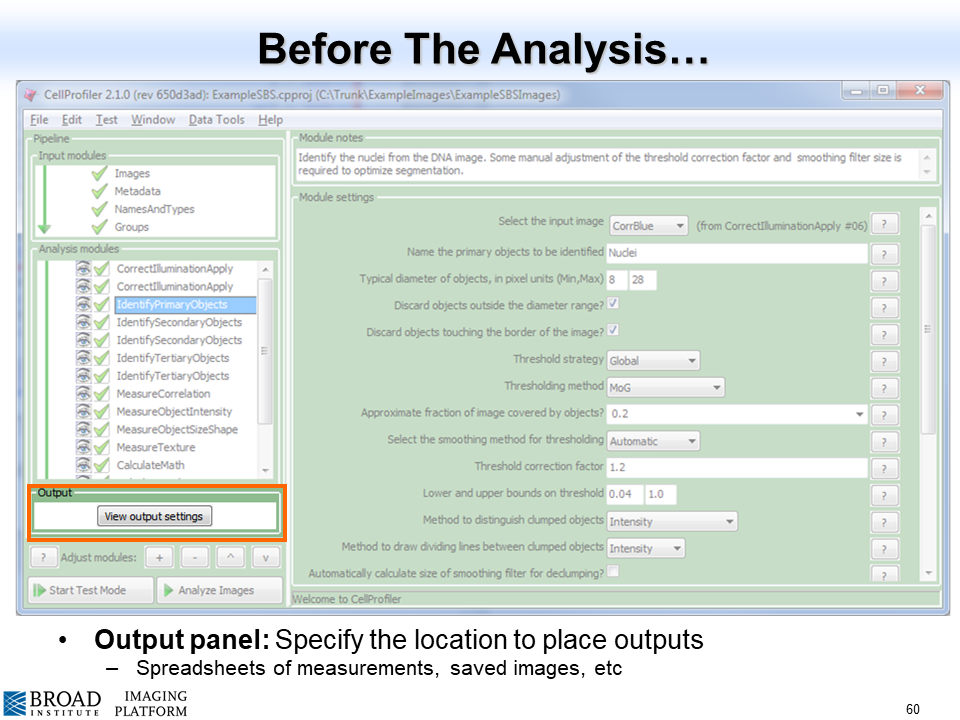 Before The Analysis…
CellProfiler 2.1.0 (rev 650d3ad): ExampleSBS.cpproj (C:\Trunk\ExampleImages\ExampleSBSImages)
File Edit Test Window Data Tools Help
Pipeline
Input modules
Images
Metadata
NamesAndTypes
Groups
Analysis modules
CorrectIlluminationApply
CorrectIlluminationApply
IdentifyPrimaryObjects
IdentifySecondaryObjects
IdentifySecondaryObjects
IdentifyTertiaryObjects
IdentifyTertiaryObjects
MeasureCorrelation
MeasureObjectIntensity
MeasureObjectSizeShape
MeasureTexture
CalculateMath
Output
View output settings
? Adjust modules: + - ^ v
Start Test Mode Analyze Images
Module notes
Identify the nuclei from the DNA image. Some manual adjustment of the threshold correction factor and smoothing filter size is
required to optimize segmentation.
Module settings
Select the input image CorrBlue (from CorrectIlluminationApply #06) ?
Name the primary objects to be identified Nuclei ?
Typical diameter of objects, in pixel units (Min,Max) 8 28 ?
Discard objects outside the diameter range? ?
Discard objects touching the border of the image? ?
Threshold strategy Global ?
Thresholding method MoG ?
Approximate fraction of image covered by objects? 0.2 ?
Select the smoothing method for thresholding Automatic ?
Threshold correction factor 1.2 ?
Lower and upper bounds on threshold 0.04 1.0 ?
Method to distinguish clumped objects Intensity ?
Method to draw dividing lines between clumped objects Intensity ?
Automatically calculate size of smoothing filter for declumping? ?
Welcome to CellProfiler
• Output panel: Specify the location to place outputs
– Spreadsheets of measurements, saved images, etc
BROAD
INSTITUTE
IMAGING
PLATFORM
60